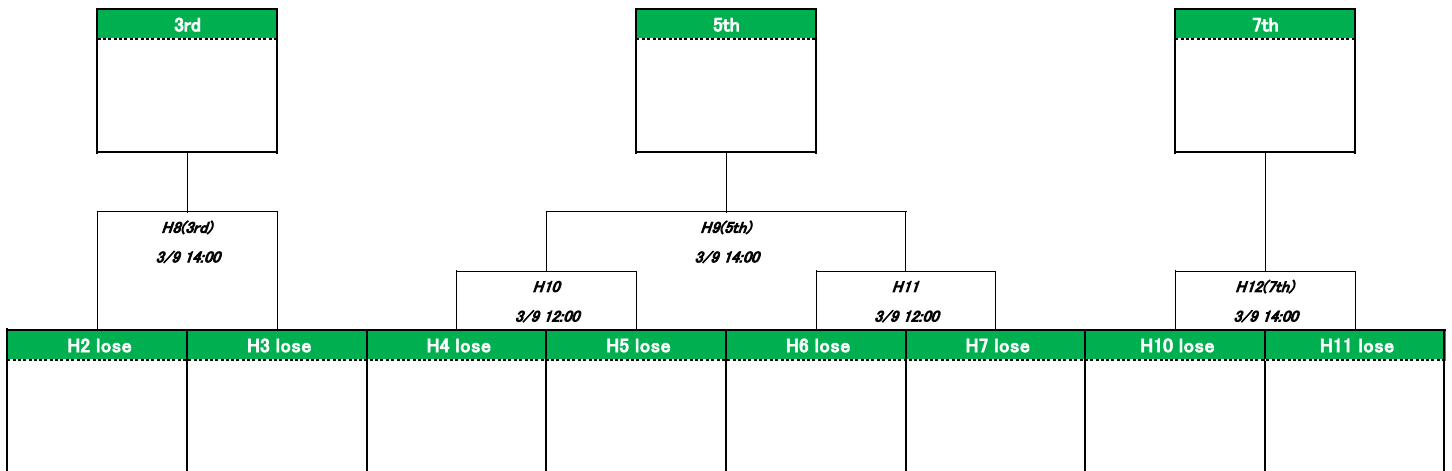 3rd
5th
7th
H8(3rd)
3/9 14:00
H9(5th)
3/9 14:00
H10
3/9 12:00
H11
3/9 12:00
H12(7th)
3/9 14:00
H2 lose
H3 lose
H4 lose
H5 lose
H6 lose
H7 lose
H10 lose
H11 lose